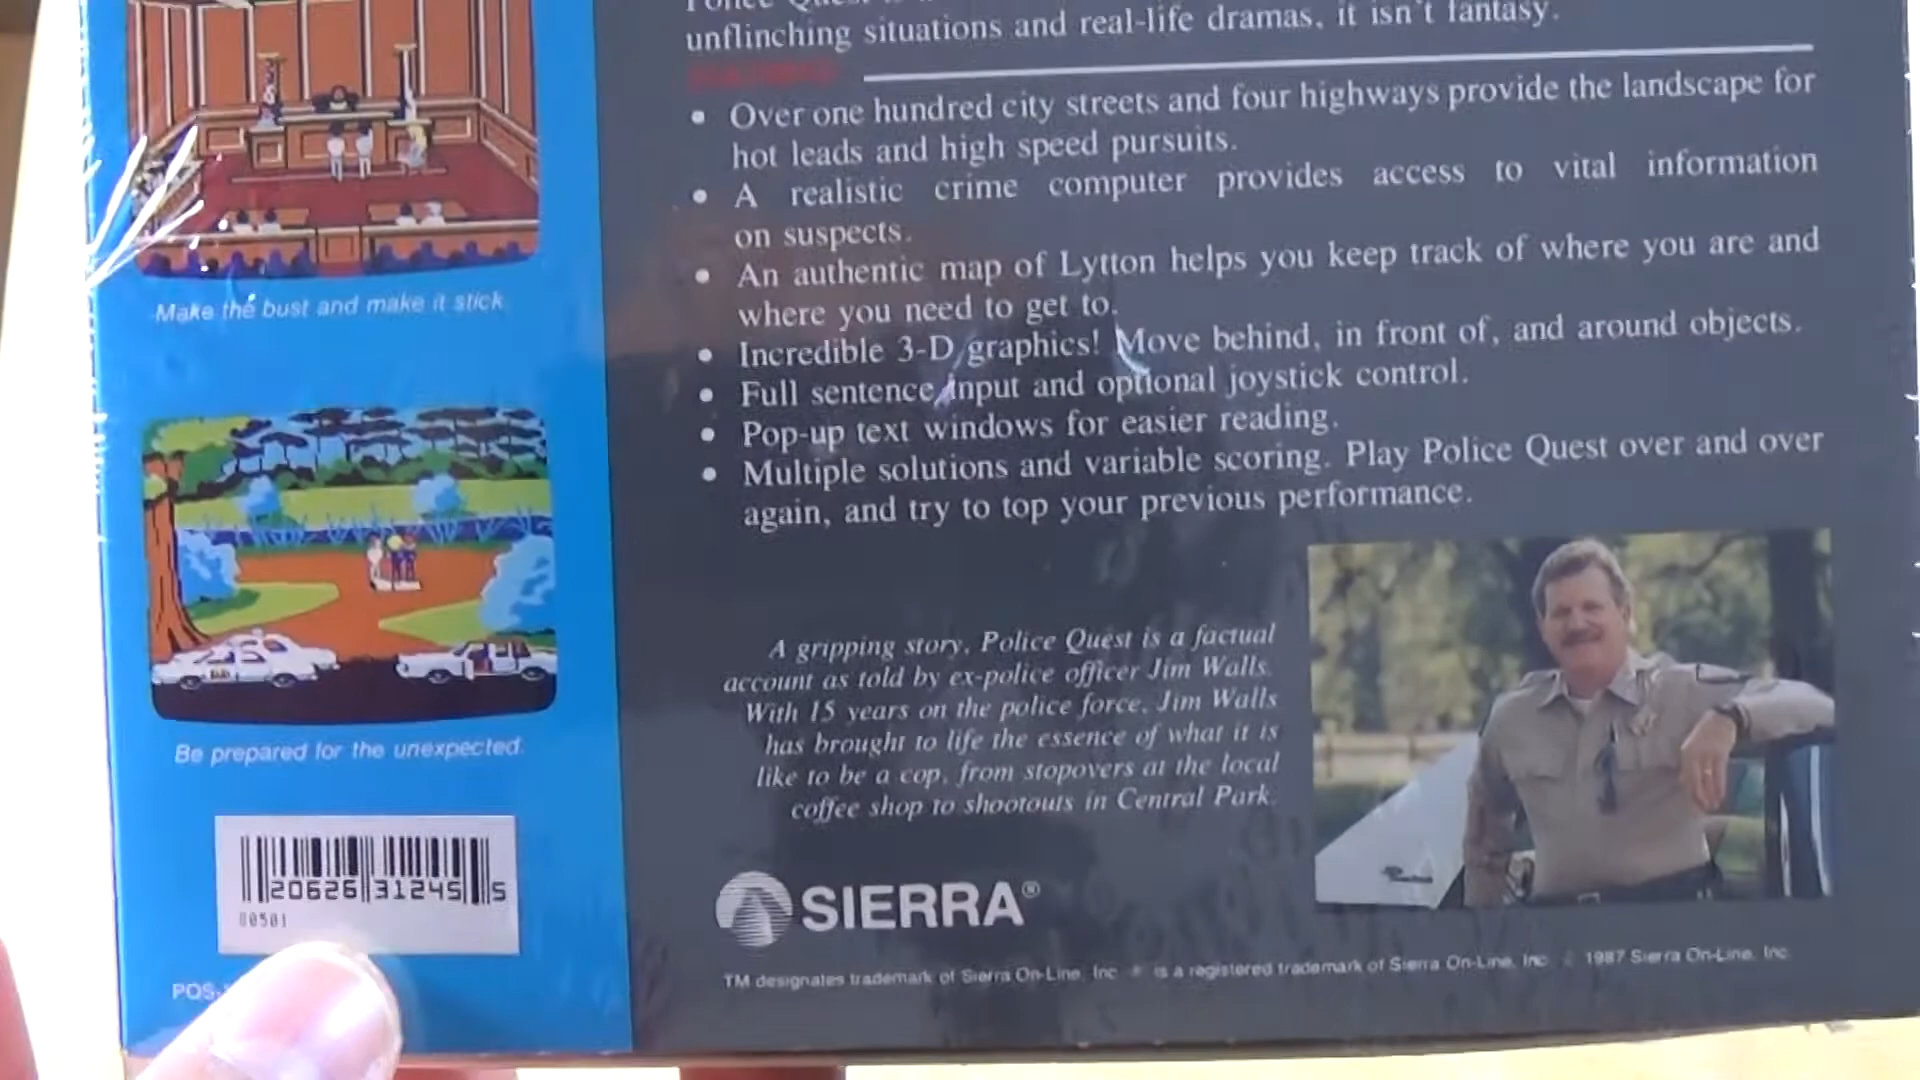 unflinching situations and real-life dramas, it isn't fantasy.
• Over one hundred city streets and four highways provide the landscape for
hot leads and high speed pursuits.
• A realistic crime computer provides access to vital information
on suspects.
• An authentic map of Lytton helps you keep track of where you are and
where you need to get to.
• Incredible 3-D graphics! Move behind, in front of, and around objects.
• Full sentence input and optional joystick control.
• Pop-up text windows for easier reading.
• Multiple solutions and variable scoring. Play Police Quest over and over
again, and try to top your previous performance.
Make the bust and make it stick.
Be prepared for the unexpected.
A gripping story, Police Quest is a factual
account as told by ex-police officer Jim Walls.
With 15 years on the police force, Jim Walls
has brought to life the essence of what it is
like to be a cop, from stopovers at the local
coffee shop to shootouts in Central Park.
20626 31245 5
00501
PQS-
SIERRA®
TM designates trademark of Sierra On-Line, Inc. ® is a registered trademark of Sierra On-Line, Inc. © 1987 Sierra On-Line, Inc.